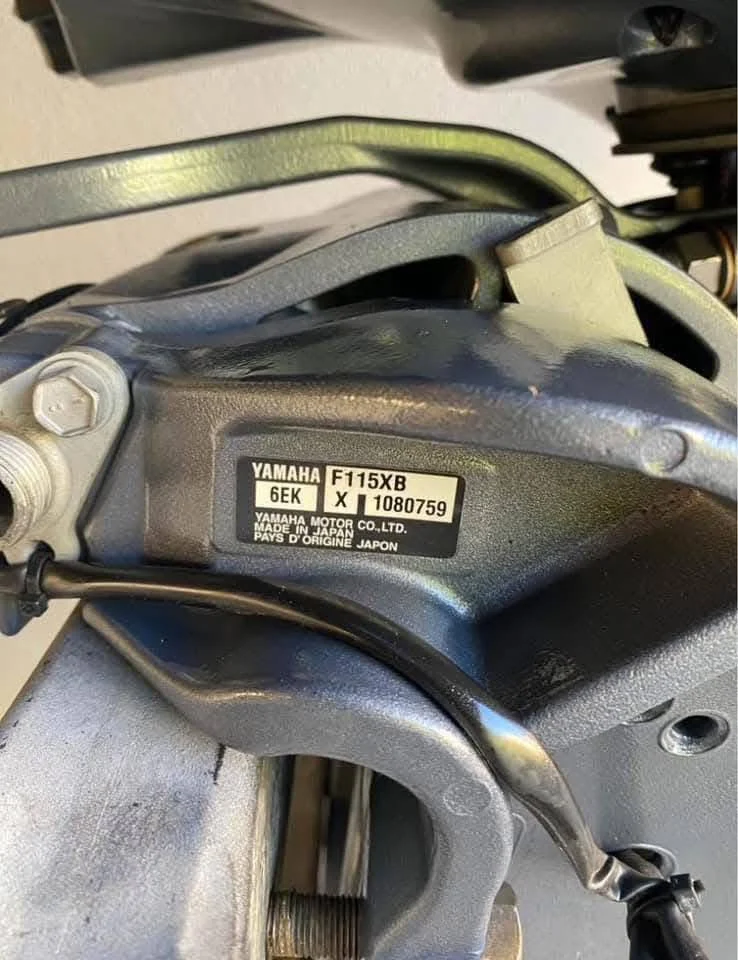 YAMAHA F115XB
6EK X 1080759
YAMAHA MOTOR CO.,LTD.
MADE IN JAPAN
PAYS D'ORIGINE JAPON